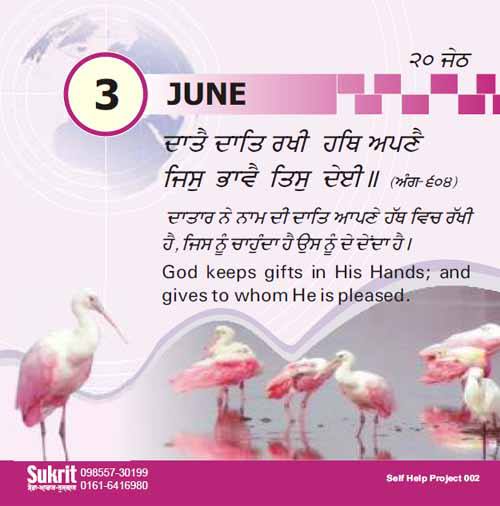 ੨੦ ਜੇਠ
3
JUNE
ਦਾਤੈ ਦਾਤਿ ਰਖੀ ਹਥਿ ਅਪਣੈ
ਜਿਸੁ ਭਾਵੈ ਤਿਸੁ ਦੇਈ॥ (ਅੰਗ-੬੦੪)
ਦਾਤਾਰ ਨੇ ਨਾਮ ਦੀ ਦਾਤਿ ਆਪਣੇ ਹੱਥ ਵਿਚ ਰੱਖੀ
ਹੈ, ਜਿਸ ਨੂੰ ਚਾਹੁੰਦਾ ਹੈ ਉਸ ਨੂੰ ਦੇ ਦੇਂਦਾ ਹੈ।
God keeps gifts in His Hands; and
gives to whom He is pleased.
Sukrit 098557-30199
0161-6416980
Self Help Project 002